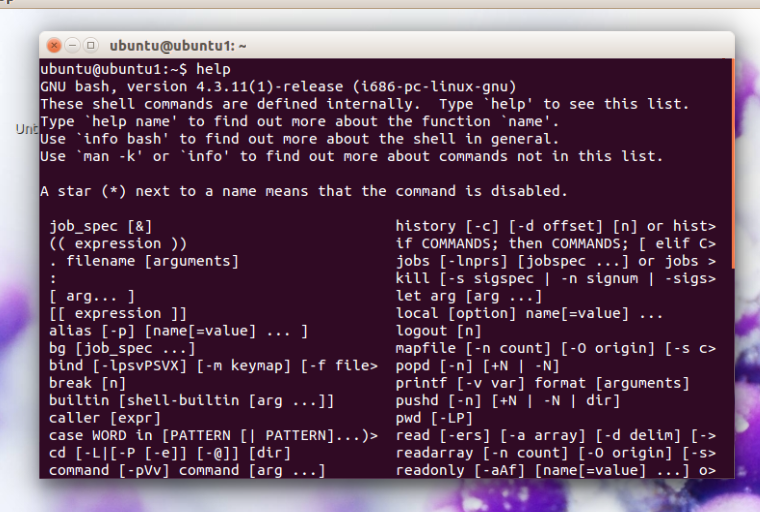 ubuntu@ubuntu1: ~
ubuntu@ubuntu1:~$ help
GNU bash, version 4.3.11(1)-release (i686-pc-linux-gnu)
These shell commands are defined internally.  Type `help' to see this list.
Type `help name' to find out more about the function `name'.
Use `info bash' to find out more about the shell in general.
Use `man -k' or `info' to find out more about commands not in this list.
Unt
A star (*) next to a name means that the command is disabled.
job_spec [&]                            history [-c] [-d offset] [n] or hist>
(( expression ))                        if COMMANDS; then COMMANDS; [ elif C>
. filename [arguments]                  jobs [-lnprs] [jobspec ...] or jobs >
:                                       kill [-s sigspec | -n signum | -sigs>
[ arg... ]                              let arg [arg ...]
[[ expression ]]                        local [option] name[=value] ...
alias [-p] [name[=value] ... ]          logout [n]
bg [job_spec ...]                       mapfile [-n count] [-O origin] [-s c>
bind [-lpsvPSVX] [-m keymap] [-f file>  popd [-n] [+N | -N]
break [n]                               printf [-v var] format [arguments]
builtin [shell-builtin [arg ...]]       pushd [-n] [+N | -N | dir]
caller [expr]                           pwd [-LP]
case WORD in [PATTERN [| PATTERN]...)>  read [-ers] [-a array] [-d delim] [->
cd [-L|[-P [-e]] [-@]] [dir]            readarray [-n count] [-O origin] [-s>
command [-pVv] command [arg ...]        readonly [-aAf] [name[=value] ...] o>